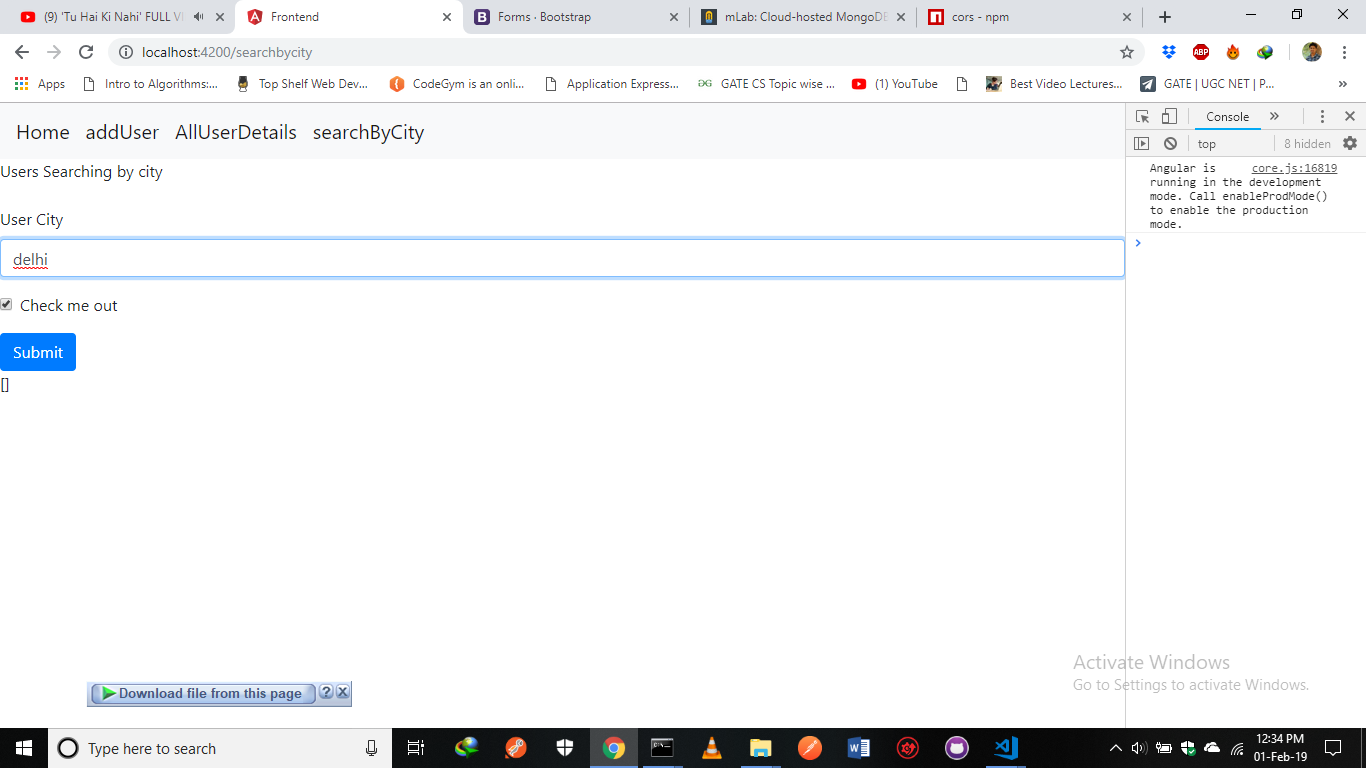 (9) 'Tu Hai Ki Nahi' FULL VI
Frontend
Forms · Bootstrap
mLab: Cloud-hosted MongoDB
cors - npm
localhost:4200/searchbycity
ABP
Apps
Intro to Algorithms:...
Top Shelf Web Dev...
CodeGym is an onli...
Application Express...
GATE CS Topic wise ...
(1) YouTube
Best Video Lectures...
GATE | UGC NET | P...
»
Home addUser AllUserDetails searchByCity
Console »
top
8 hidden
Users Searching by city
Angular is core.js:16819
running in the development
mode. Call enableProdMode()
to enable the production
mode.
User City
delhi
Check me out
Submit
[]
Activate Windows
Go to Settings to activate Windows.
Download file from this page ? X
Type here to search
12:34 PM
01-Feb-19